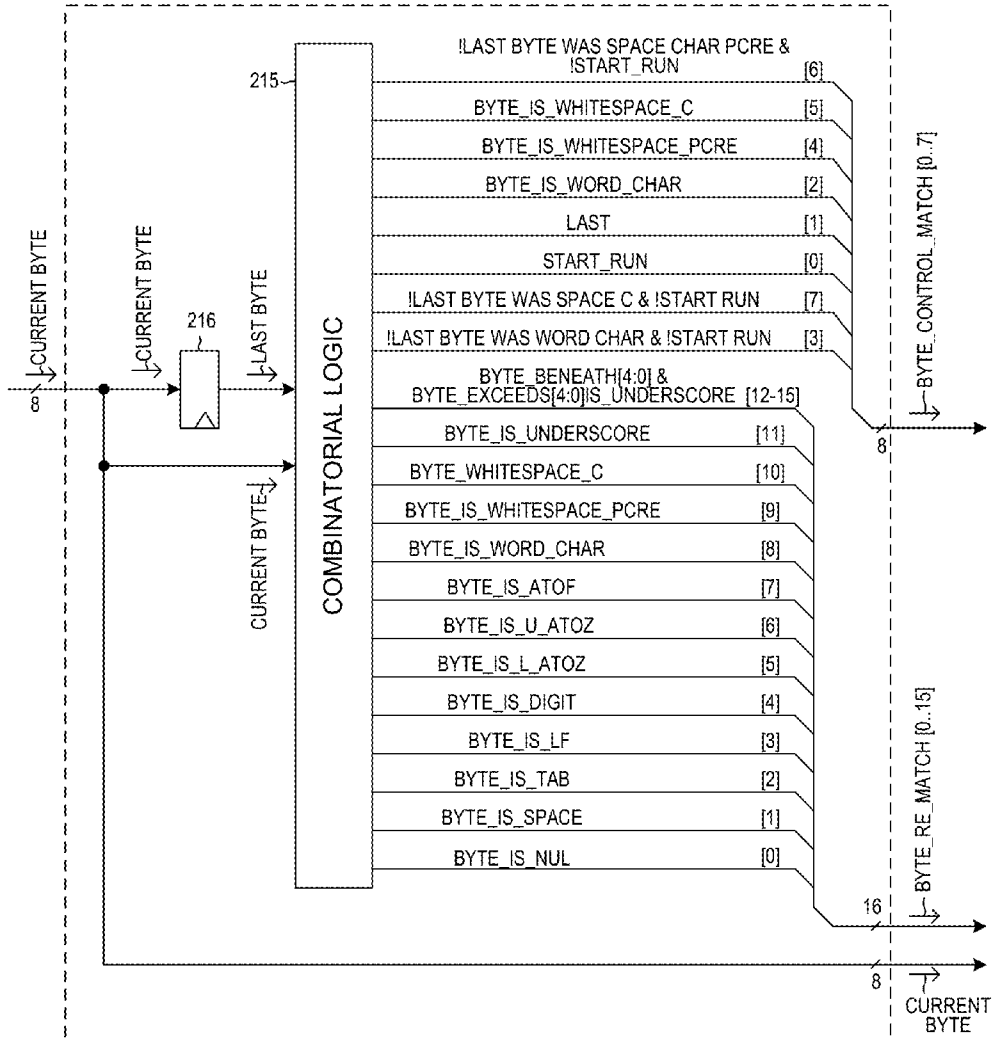 !LAST BYTE WAS SPACE CHAR PCRE &
!START_RUN [6]
215
BYTE_IS_WHITESPACE_C [5]
BYTE_IS_WHITESPACE_PCRE [4]
BYTE_IS_WORD_CHAR [2]
LAST [1]
START_RUN [0]
!LAST BYTE WAS SPACE C & !START RUN [7]
!LAST BYTE WAS WORD CHAR & !START RUN [3]
BYTE_BENEATH[4:0] &
BYTE_EXCEEDS[4:0]IS_UNDERSCORE [12-15]
BYTE_IS_UNDERSCORE [11]
BYTE_WHITESPACE_C [10]
BYTE_IS_WHITESPACE_PCRE [9]
BYTE_IS_WORD_CHAR [8]
BYTE_IS_ATOF [7]
BYTE_IS_U_ATOZ [6]
BYTE_IS_L_ATOZ [5]
BYTE_IS_DIGIT [4]
BYTE_IS_LF [3]
BYTE_IS_TAB [2]
BYTE_IS_SPACE [1]
BYTE_IS_NUL [0]
CURRENT BYTE
8
CURRENT BYTE
216
LAST BYTE
CURRENT BYTE
COMBINATORIAL LOGIC
BYTE_CONTROL_MATCH [0..7]
8
BYTE_RE_MATCH [0..15]
16
8
CURRENT
BYTE